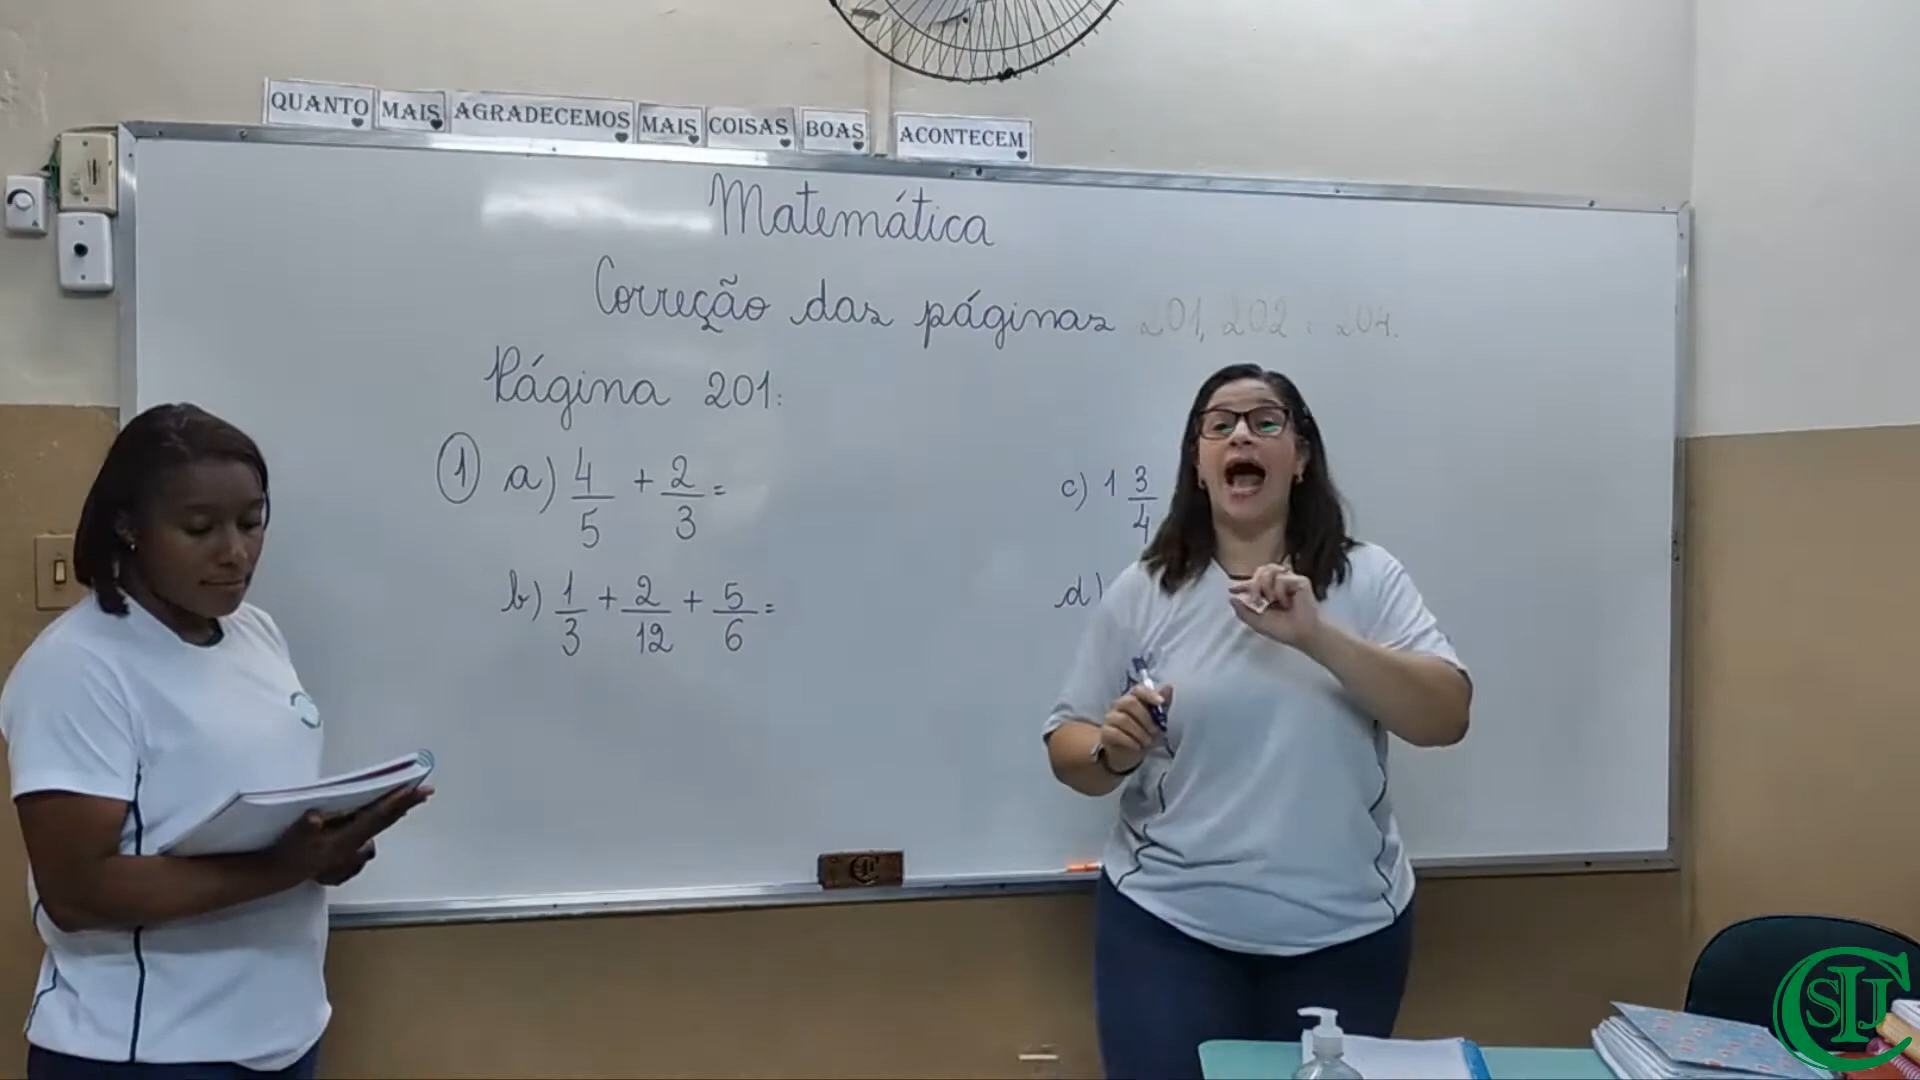 QUANTO MAIS AGRADECEMOS MAIS COISAS BOAS ACONTECEM
Matemática
Correção das páginas 201, 202 e 204.
Página 201:
1 a) 4/5 + 2/3 =
b) 1/3 + 2/12 + 5/6 =
c) 1 3/4
d)
CSIJ